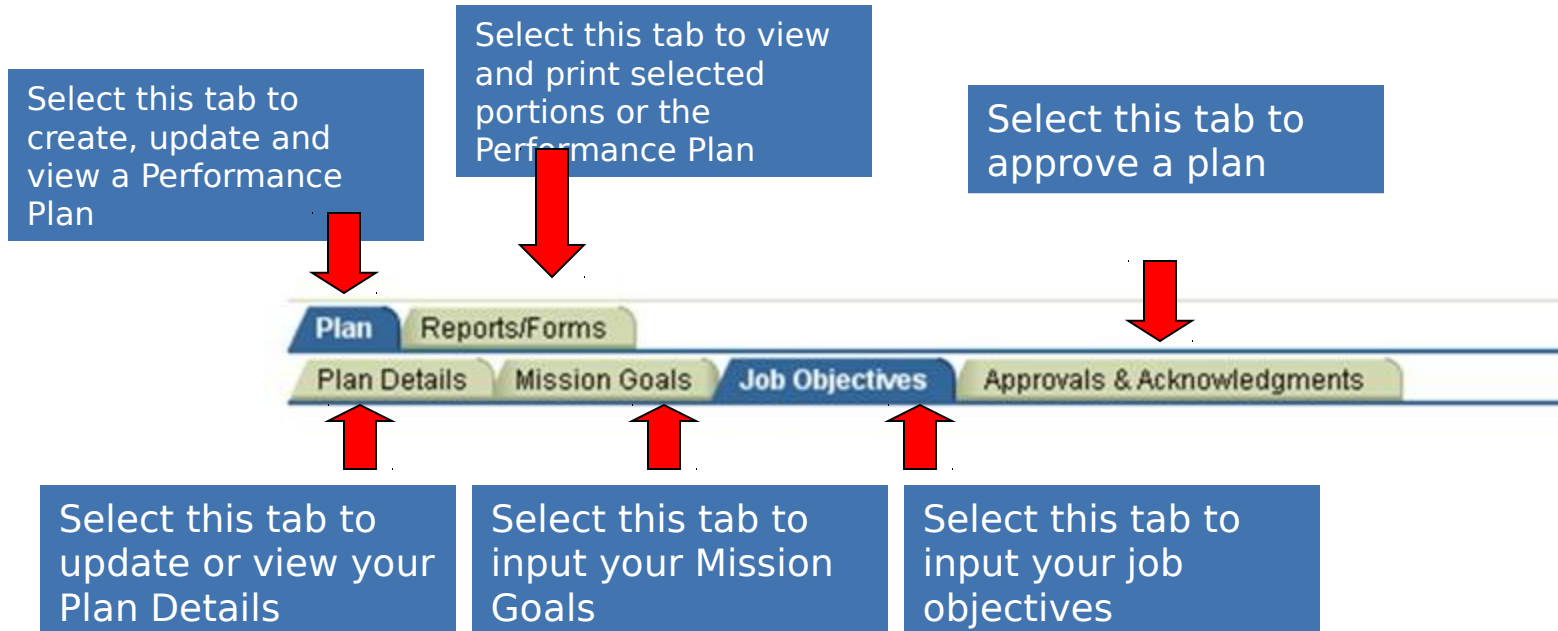 Select this tab to
create, update and
view a Performance
Plan
Select this tab to view
and print selected
portions or the
Performance Plan
Select this tab to
approve a plan
Plan Reports/Forms
Plan Details Mission Goals Job Objectives Approvals & Acknowledgments
Select this tab to
update or view your
Plan Details
Select this tab to
input your Mission
Goals
Select this tab to
input your job
objectives